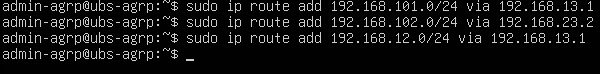 admin-agrp@ubs-agrp:~$ sudo ip route add 192.168.101.0/24 via 192.168.13.1
admin-agrp@ubs-agrp:~$ sudo ip route add 192.168.102.0/24 via 192.168.23.2
admin-agrp@ubs-agrp:~$ sudo ip route add 192.168.12.0/24 via 192.168.13.1
admin-agrp@ubs-agrp:~$ _